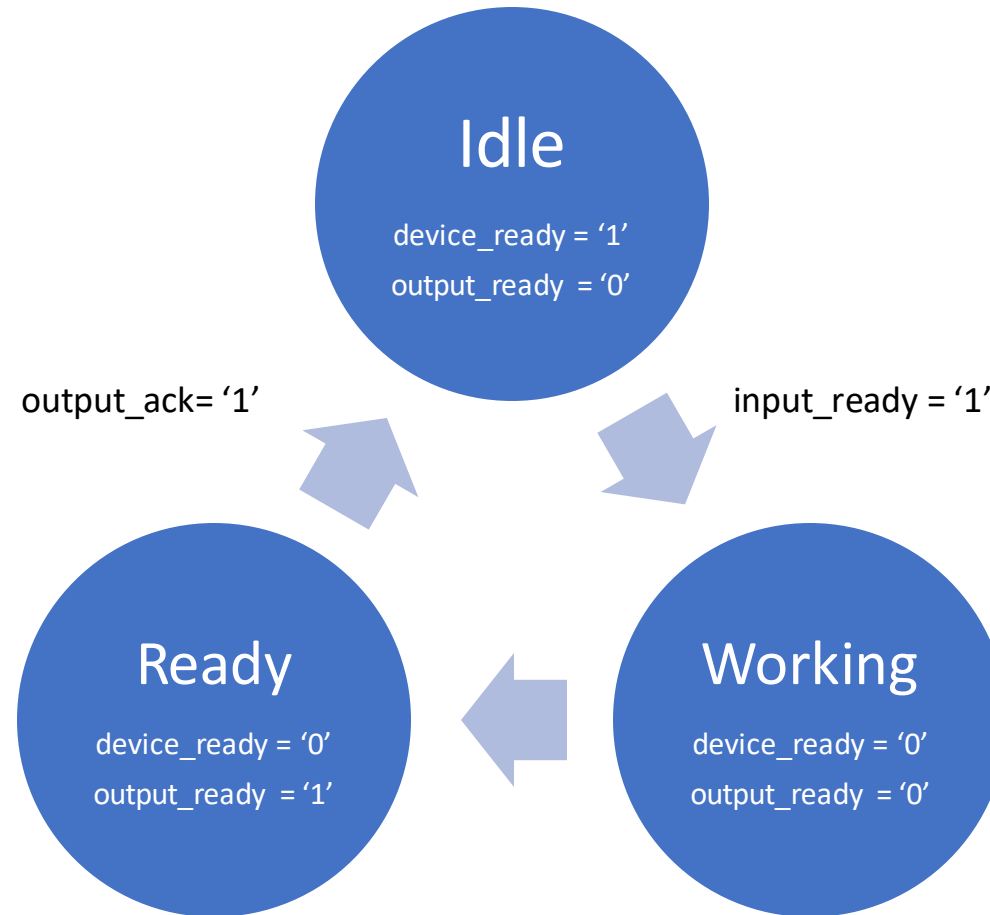 Idle
device_ready = ‘1’
output_ready  = ‘0’
output_ack= ‘1’
input_ready = ‘1’
Ready
device_ready = ‘0’
output_ready  = ‘1’
Working
device_ready = ‘0’
output_ready  = ‘0’